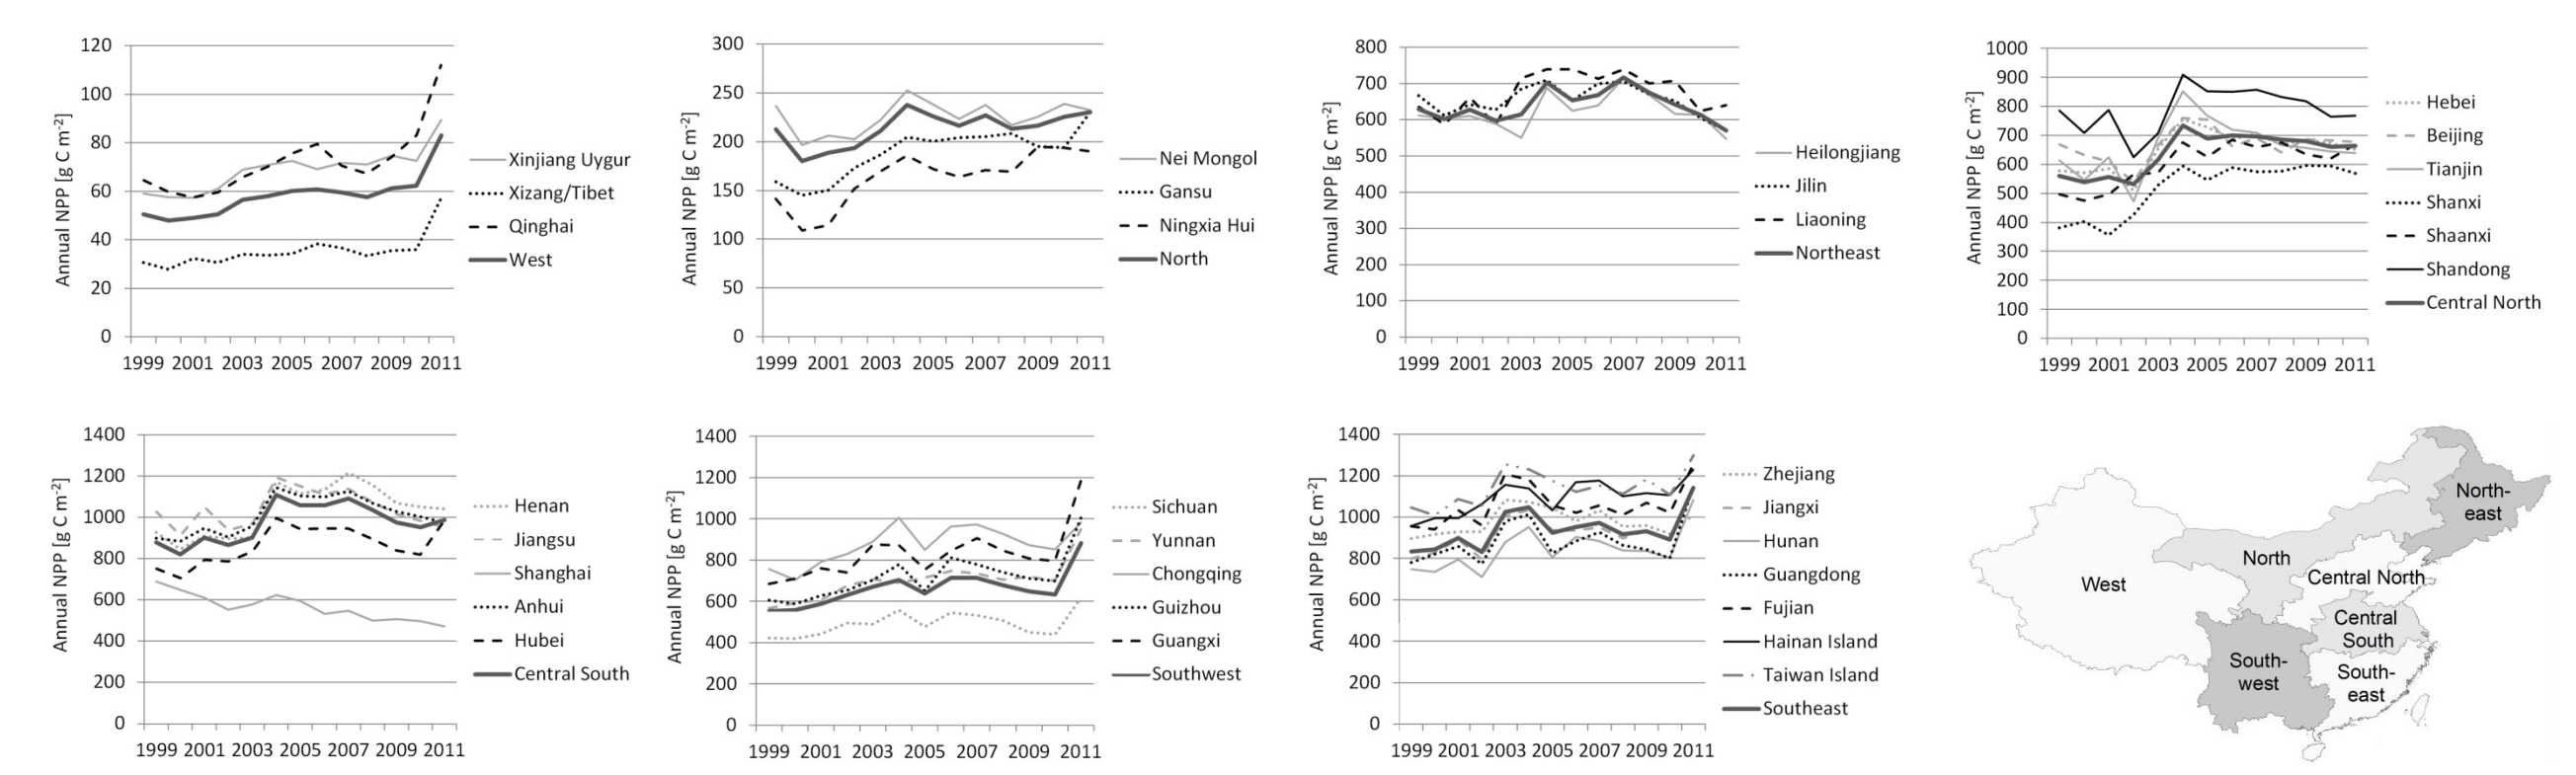 120
100
80
60
40
20
0
Annual NPP [g C m-2]
1999 2001 2003 2005 2007 2009 2011
Xinjiang Uygur
Xizang/Tibet
Qinghai
West
300
250
200
150
100
50
0
Annual NPP [g C m-2]
1999 2001 2003 2005 2007 2009 2011
Nei Mongol
Gansu
Ningxia Hui
North
800
700
600
500
400
300
200
100
0
Annual NPP [g C m-2]
1999 2001 2003 2005 2007 2009 2011
Heilongjiang
Jilin
Liaoning
Northeast
1000
900
800
700
600
500
400
300
200
100
0
Annual NPP [g C m-2]
1999 2001 2003 2005 2007 2009 2011
Hebei
Beijing
Tianjin
Shanxi
Shaanxi
Shandong
Central North
1400
1200
1000
800
600
400
200
0
Annual NPP [g C m-2]
1999 2001 2003 2005 2007 2009 2011
Henan
Jiangsu
Shanghai
Anhui
Hubei
Central South
1400
1200
1000
800
600
400
200
0
Annual NPP [g C m-2]
1999 2001 2003 2005 2007 2009 2011
Sichuan
Yunnan
Chongqing
Guizhou
Guangxi
Southwest
1400
1200
1000
800
600
400
200
0
Annual NPP [g C m-2]
1999 2001 2003 2005 2007 2009 2011
Zhejiang
Jiangxi
Hunan
Guangdong
Fujian
Hainan Island
Taiwan Island
Southeast
North-
east
North
West
Central North
Central
South
South-
west
South-
east